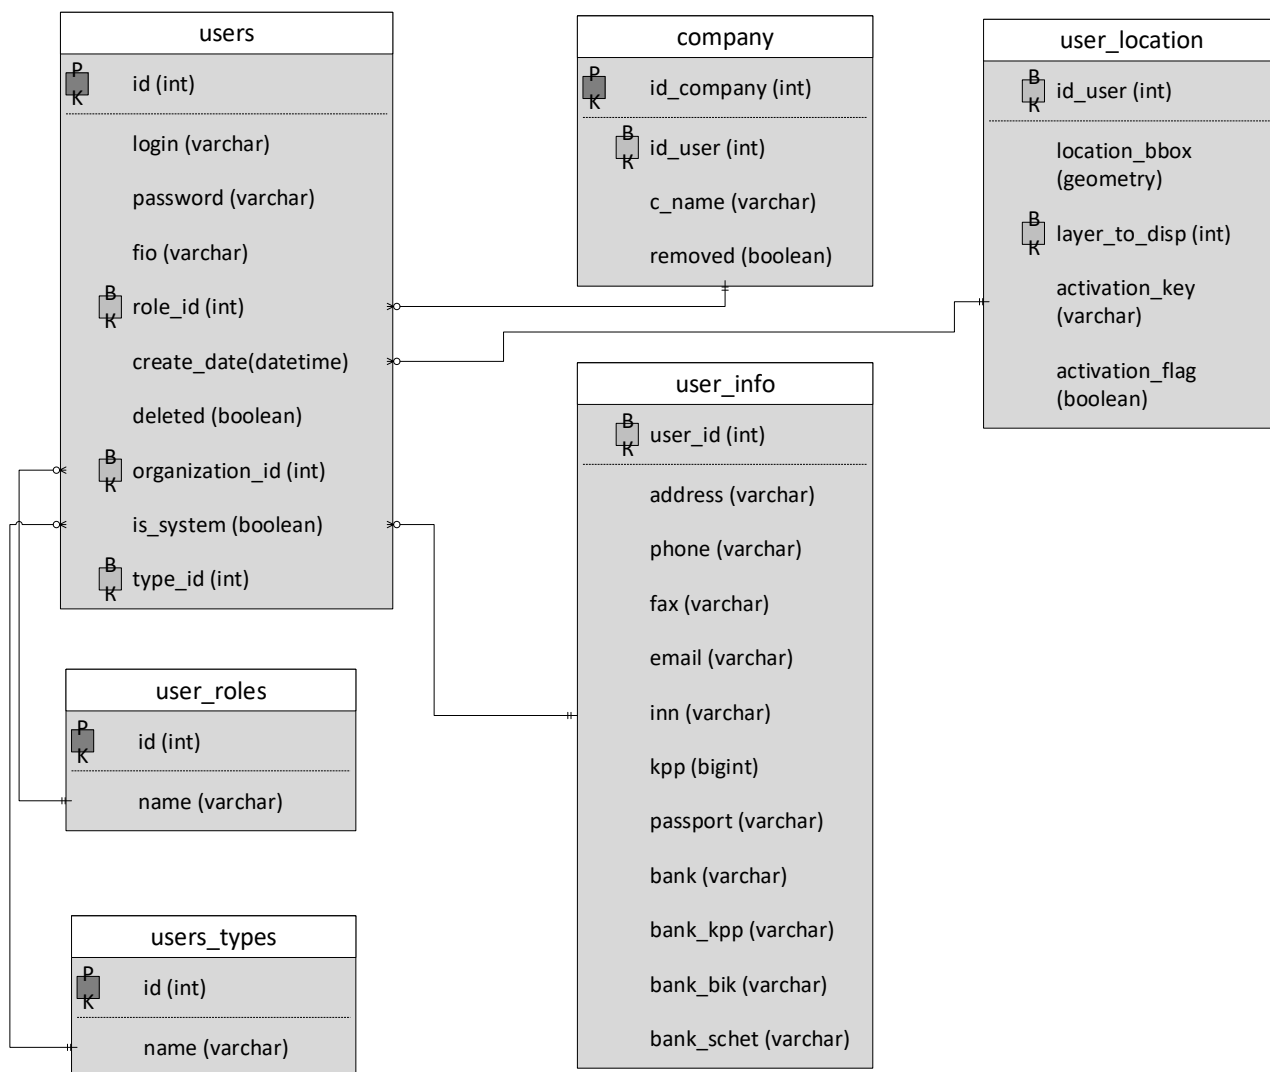 users
РК
id (int)
login (varchar)
password (varchar)
fio (varchar)
ВК
role_id (int)
create_date(datetime)
deleted (boolean)
ВК
organization_id (int)
is_system (boolean)
ВК
type_id (int)
company
РК
id_company (int)
ВК
id_user (int)
c_name (varchar)
removed (boolean)
user_location
ВК
id_user (int)
location_bbox
(geometry)
ВК
layer_to_disp (int)
activation_key
(varchar)
activation_flag
(boolean)
user_info
ВК
user_id (int)
address (varchar)
phone (varchar)
fax (varchar)
email (varchar)
inn (varchar)
kpp (bigint)
passport (varchar)
bank (varchar)
bank_kpp (varchar)
bank_bik (varchar)
bank_schet (varchar)
user_roles
РК
id (int)
name (varchar)
users_types
РК
id (int)
name (varchar)